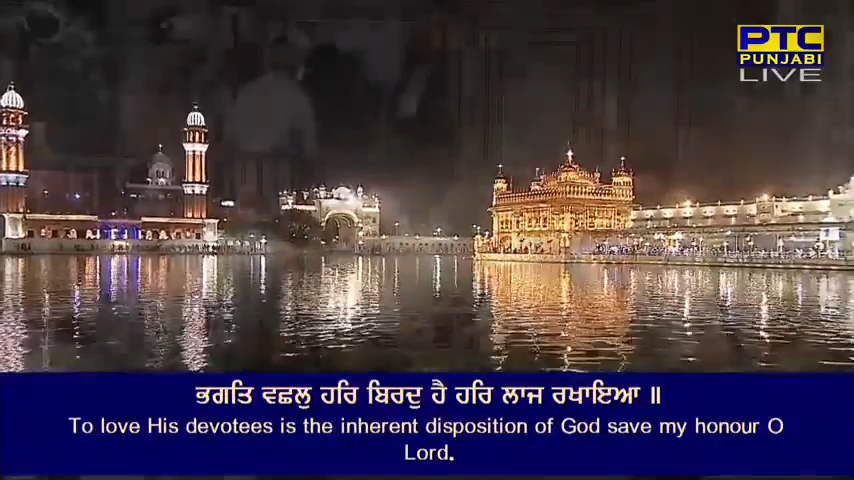 PTC
PUNJABI
LIVE
ਭਗਤਿ ਵਛਲੁ ਹਰਿ ਬਿਰਦੁ ਹੈ ਹਰਿ ਲਾਜ ਰਖਾਇਆ ॥
To love His devotees is the inherent disposition of God save my honour O
Lord.